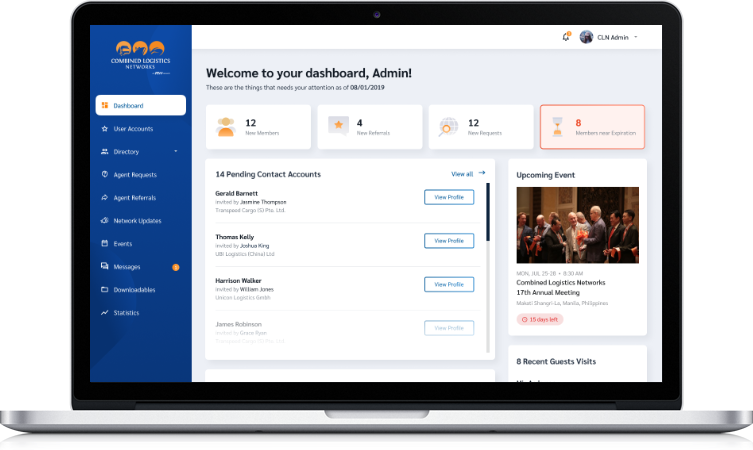 COMBINED LOGISTICS
NETWORKS
CLN Admin
Welcome to your dashboard, Admin!
These are the things that needs your attention as of 08/01/2019
Dashboard
User Accounts
Directory
Agent Requests
Agent Referrals
Network Updates
Events
Messages
Downloadables
Statistics
12
New Members
4
New Referrals
12
New Requests
8
Members near Expiration
14 Pending Contact Accounts
View all
Gerald Barnett
Invited by Jasmine Thompson
Transpeed Cargo (S) Pte. Ltd.
View Profile
Thomas Kelly
Invited by Joshua King
UBI Logistics (China) Ltd
View Profile
Harrison Walker
Invited by William Jones
Unicon Logistics Gmbh
View Profile
James Robinson
Invited by Grace Ryan
View Profile
Upcoming Event
MON, JUL 25-28 • 8:30 AM
Combined Logistics Networks
17th Annual Meeting
Makati Shangri-La, Manila, Philippines
15 days left
8 Recent Guests Visits